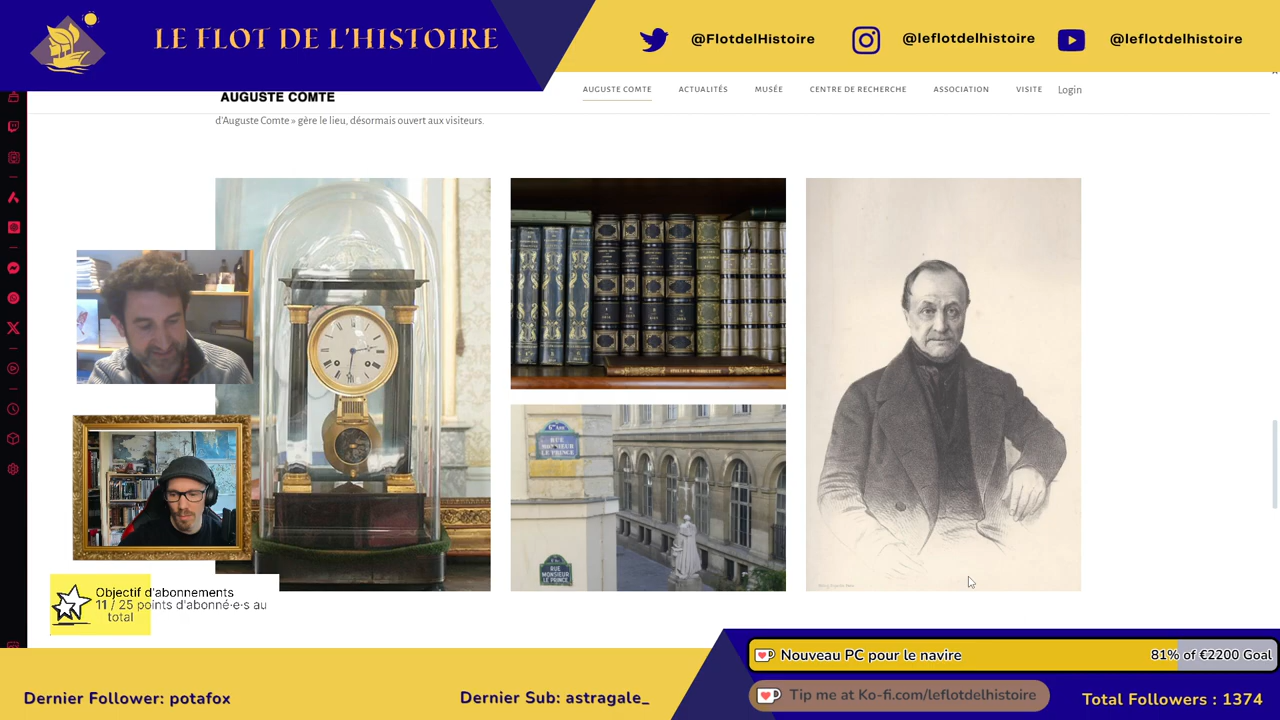 LE FLOT DE L'HISTOIRE
@FlotdelHistoire
@leflotdelhistoire
@leflotdelhistoire
AUGUSTE COMTE
AUGUSTE COMTE
ACTUALITÉS
MUSÉE
CENTRE DE RECHERCHE
ASSOCIATION
VISITE
Login
d'Auguste Comte » gère le lieu, désormais ouvert aux visiteurs.
6me Arrt
RUE
MONSIEUR
LE PRINCE
RUE
MONSIEUR
LE PRINCE
Objectif d'abonnements
11 / 25 points d'abonné·e·s au
total
Nouveau PC pour le navire
81% of €2200 Goal
Tip me at Ko-fi.com/leflotdelhistoire
Dernier Follower: potafox
Dernier Sub: astragale_
Total Followers : 1374